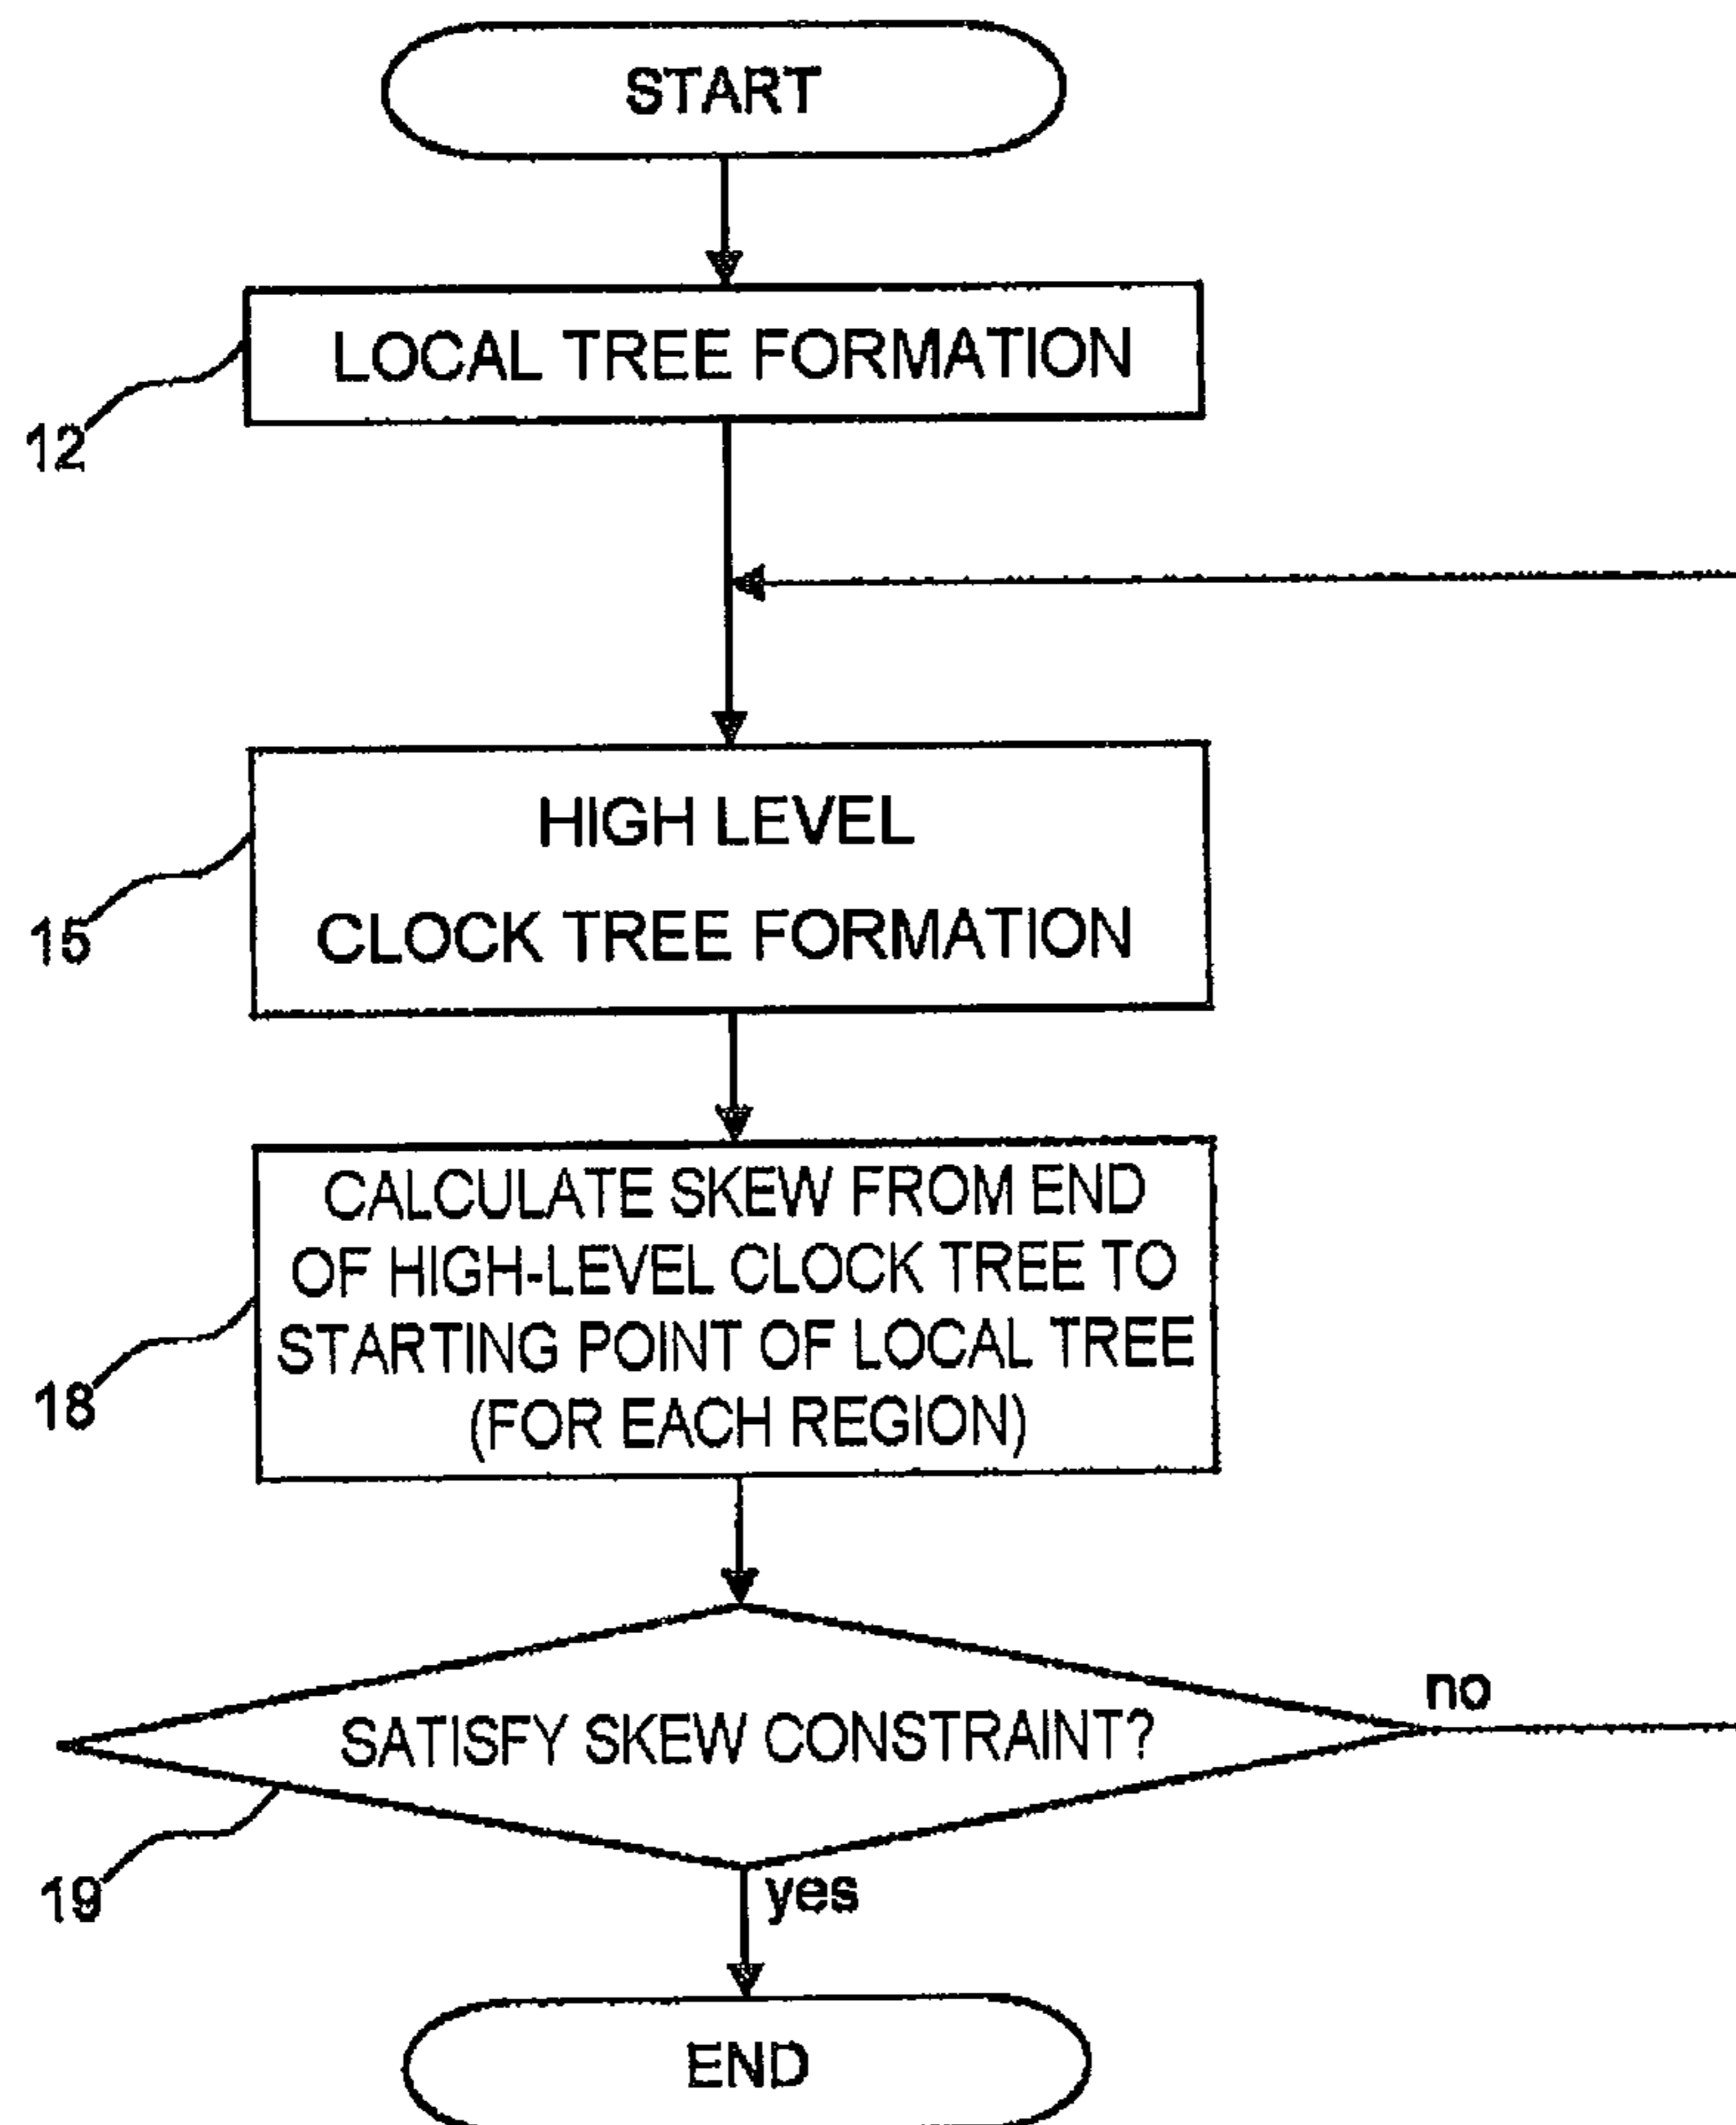 START
LOCAL TREE FORMATION
12
HIGH LEVEL
CLOCK TREE FORMATION
15
CALCULATE SKEW FROM END
OF HIGH-LEVEL CLOCK TREE TO
STARTING POINT OF LOCAL TREE
(FOR EACH REGION)
18
no
SATISFY SKEW CONSTRAINT?
19
yes
END